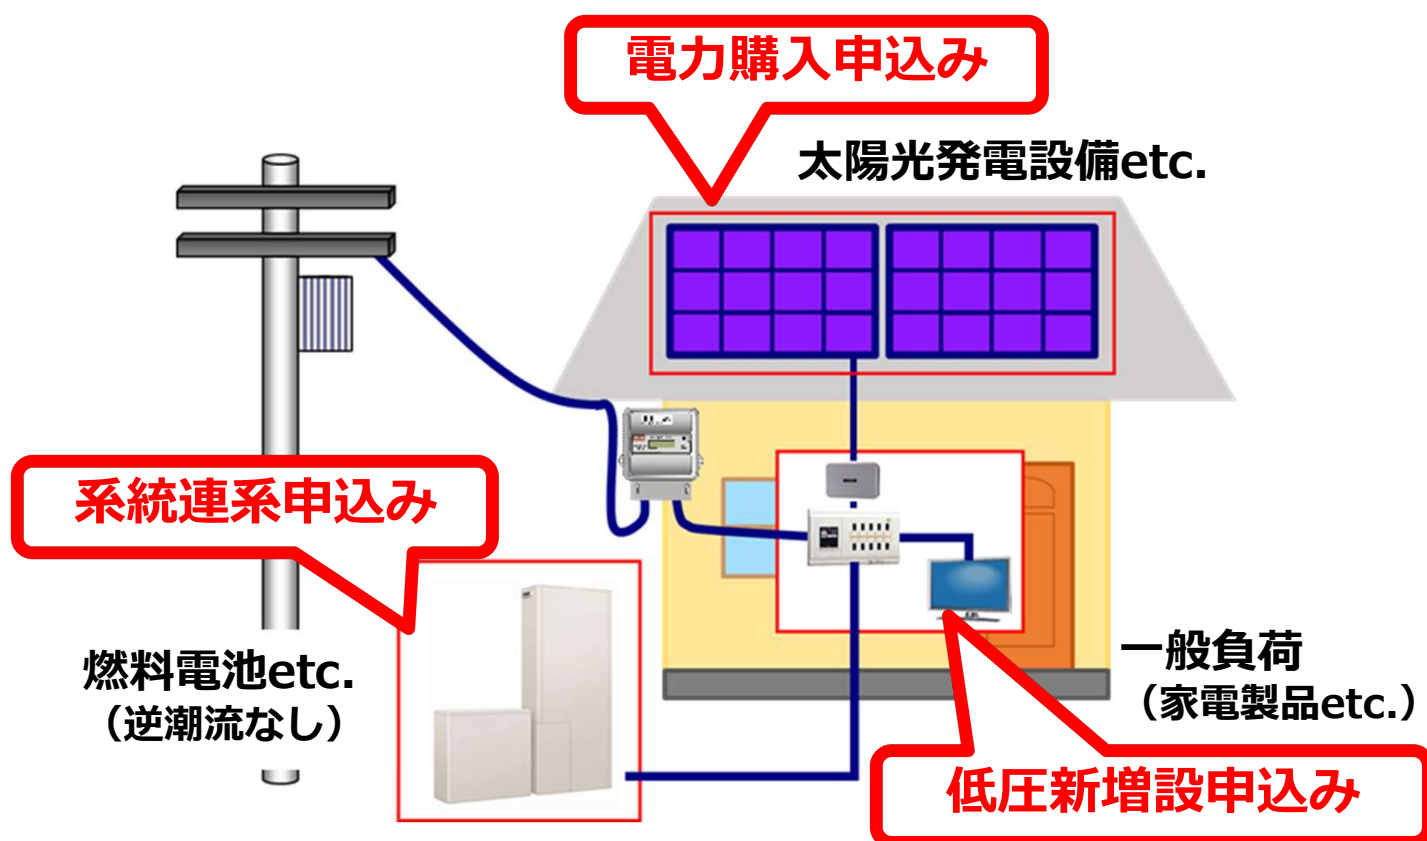 電力購入申込み
太陽光発電設備etc.
系統連系申込み
燃料電池etc.
（逆潮流なし）
一般負荷
（家電製品etc.）
低圧新増設申込み